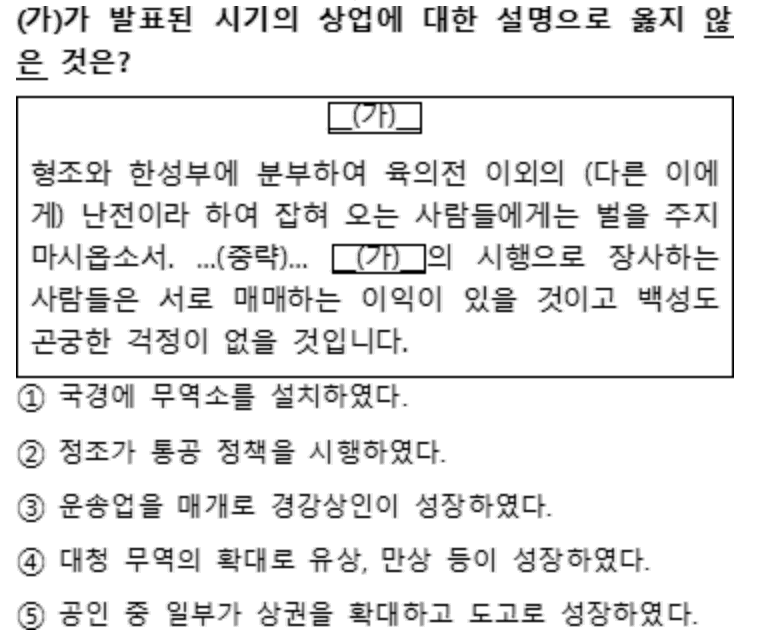 (가)가 발표된 시기의 상업에 대한 설명으로 옳지 않
은 것은?
(가)
형조와 한성부에 분부하여 육의전 이외의 (다른 이에
게) 난전이라 하여 잡혀 오는 사람들에게는 벌을 주지
마시옵소서. ...(중략)... (가)의 시행으로 장사하는
사람들은 서로 매매하는 이익이 있을 것이고 백성도
곤궁한 걱정이 없을 것입니다.
① 국경에 무역소를 설치하였다.
② 정조가 통공 정책을 시행하였다.
③ 운송업을 매개로 경강상인이 성장하였다.
④ 대청 무역의 확대로 유상, 만상 등이 성장하였다.
⑤ 공인 중 일부가 상권을 확대하고 도고로 성장하였다.